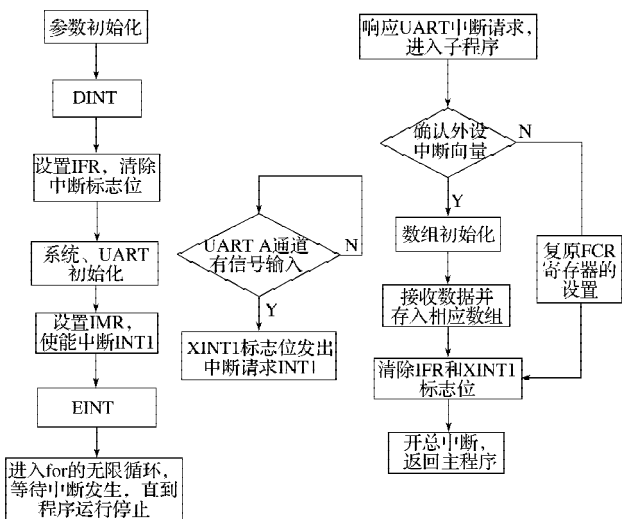 参数初始化
DINT
设置IFR，清除
中断标志位
系统、UART
初始化
设置IMR，
使能中断INT1
EINT
进入for的无限循环，
等待中断发生，直到
程序运行停止
UART A通道
有信号输入
N
Y
XINT1标志位发出
中断请求INT1
响应UART中断请求，
进入子程序
确认外设
中断向量
N
Y
数组初始化
接收数据并
存入相应数组
复原FCR
寄存器的
设置
清除IFR和XINT1
标志位
开总中断，
返回主程序